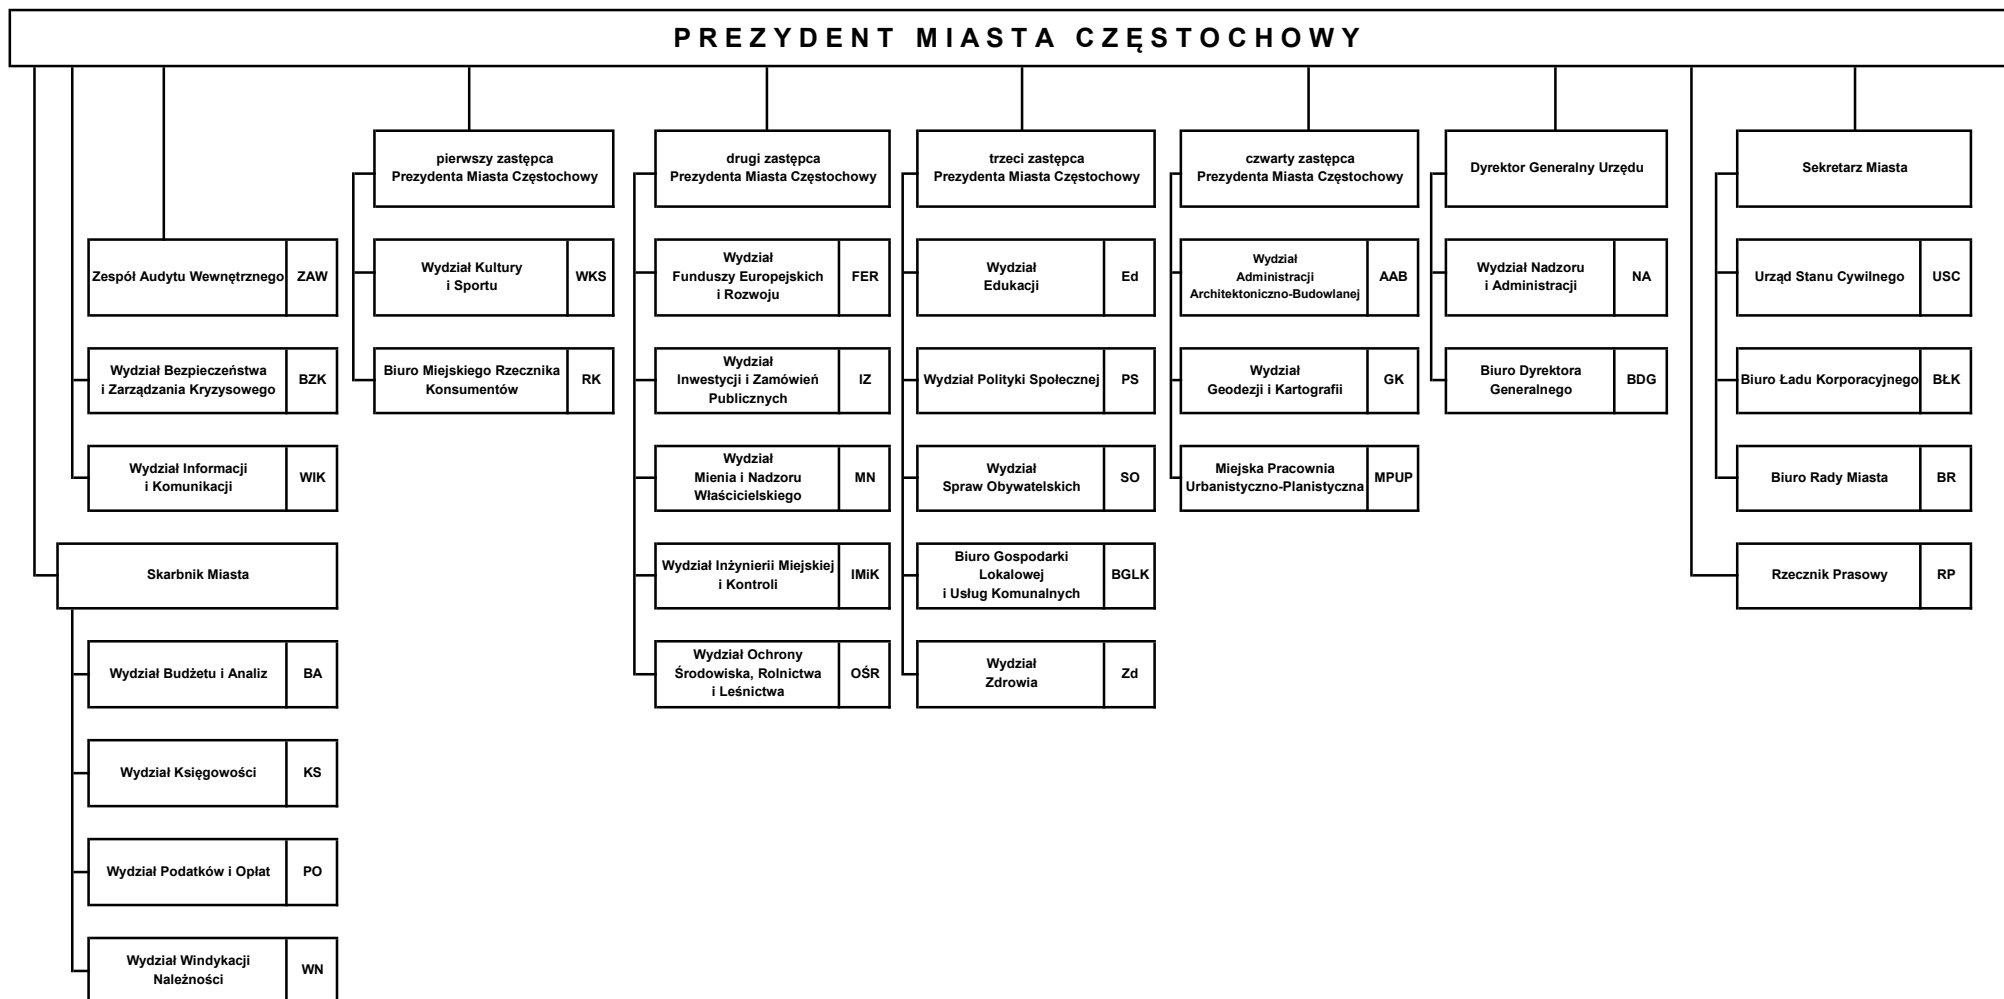 PREZYDENT MIASTA CZĘSTOCHOWY
pierwszy zastępca
Prezydenta Miasta Częstochowy
drugi zastępca
Prezydenta Miasta Częstochowy
trzeci zastępca
Prezydenta Miasta Częstochowy
czwarty zastępca
Prezydenta Miasta Częstochowy
Dyrektor Generalny Urzędu
Sekretarz Miasta
Zespół Audytu Wewnętrznego
ZAW
Wydział Kultury
i Sportu
WKS
Wydział
Funduszy Europejskich
i Rozwoju
FER
Wydział
Edukacji
Ed
Wydział
Administracji
Architektoniczno-Budowlanej
AAB
Wydział Nadzoru
i Administracji
NA
Urząd Stanu Cywilnego
USC
Wydział Bezpieczeństwa
i Zarządzania Kryzysowego
BZK
Biuro Miejskiego Rzecznika
Konsumentów
RK
Wydział
Inwestycji i Zamówień
Publicznych
IZ
Wydział Polityki Społecznej
PS
Wydział
Geodezji i Kartografii
GK
Biuro Dyrektora
Generalnego
BDG
Biuro Ładu Korporacyjnego
BŁK
Wydział Informacji
i Komunikacji
WIK
Wydział
Mienia i Nadzoru
Właścicielskiego
MN
Wydział
Spraw Obywatelskich
SO
Miejska Pracownia
Urbanistyczno-Planistyczna
MPUP
Biuro Rady Miasta
BR
Skarbnik Miasta
Wydział Inżynierii Miejskiej
i Kontroli
IMiK
Biuro Gospodarki
Lokalowej
i Usług Komunalnych
BGLK
Rzecznik Prasowy
RP
Wydział Budżetu i Analiz
BA
Wydział Ochrony
Środowiska, Rolnictwa
i Leśnictwa
OŚR
Wydział
Zdrowia
Zd
Wydział Księgowości
KS
Wydział Podatków i Opłat
PO
Wydział Windykacji
Należności
WN